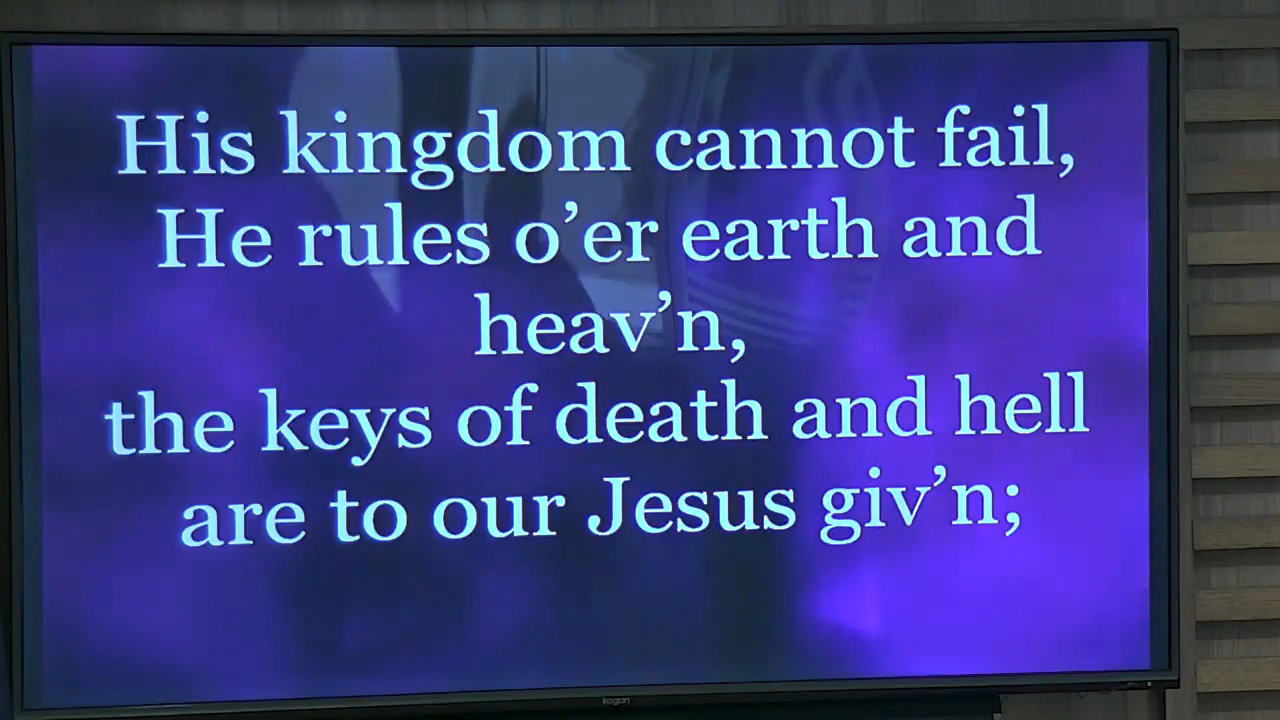 His kingdom cannot fail,
He rules o’er earth and
heav’n,
the keys of death and hell
are to our Jesus giv’n;